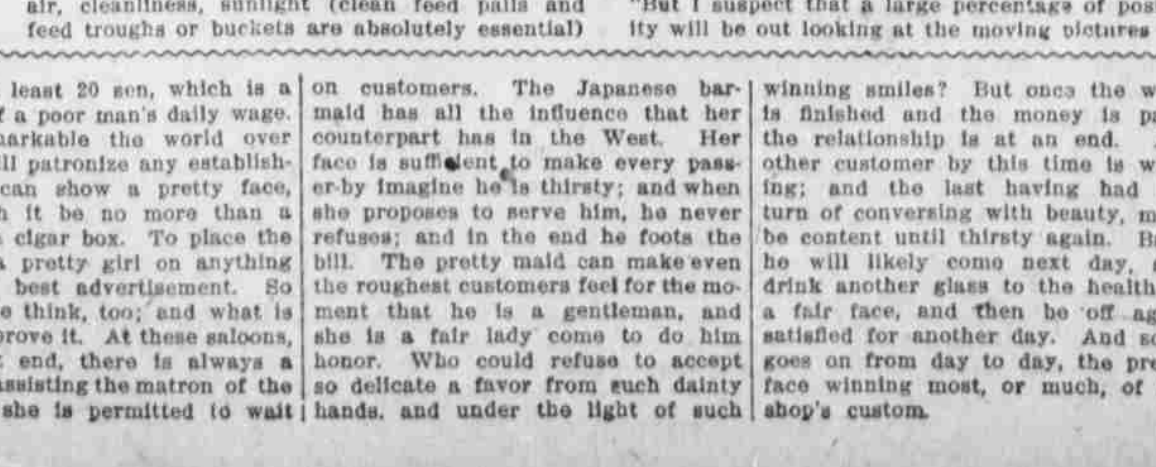 air, cleanliness, sunlight (clean feed pails and
feed troughs or buckets are absolutely essential)
"But I suspect that a large percentage of
ity will be out looking at the moving pictures
least 20 sen, which is a
a poor man's daily wage.
the world over
patronize any establish-
can show a pretty face,
it be no more than a
cigar box. To place the
pretty girl on anything
best advertisement. So
think, too; and what is
it. At these saloons,
end, there is always a
the matron of the
she is permitted to wait
on customers. The Japanese bar-
maid has all the influence that her
counterpart has in the West. Her
face is sufficient to make every pass-
er-by imagine he is thirsty; and when
she proposes to serve him, he never
refuses; and in the end he foots the
bill. The pretty maid can make even
the roughest customers feel for the mo-
ment that he is a gentleman, and
she is a fair lady come to do him
honor. Who could refuse to accept
so delicate a favor from such dainty
hands, and under the light of such
winning smiles? But once the
is finished and the money is
the relationship is at an end.
other customer by this time is
ing; and the last having had
turn of conversing with beauty,
be content until thirsty again.
he will likely come next day,
drink another glass to the health
a fair face, and then be off
satisfied for another day. And
goes on from day to day, the
face winning most, or much, of
shop's custom.